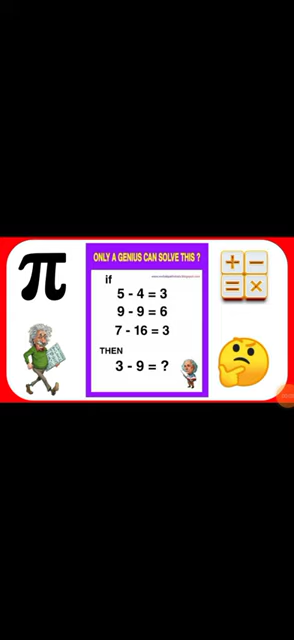 π
ONLY A GENIUS CAN SOLVE THIS ?
if
5 - 4 = 3
9 - 9 = 6
7 - 16 = 3
THEN
3 - 9 = ?
+ −
= ×